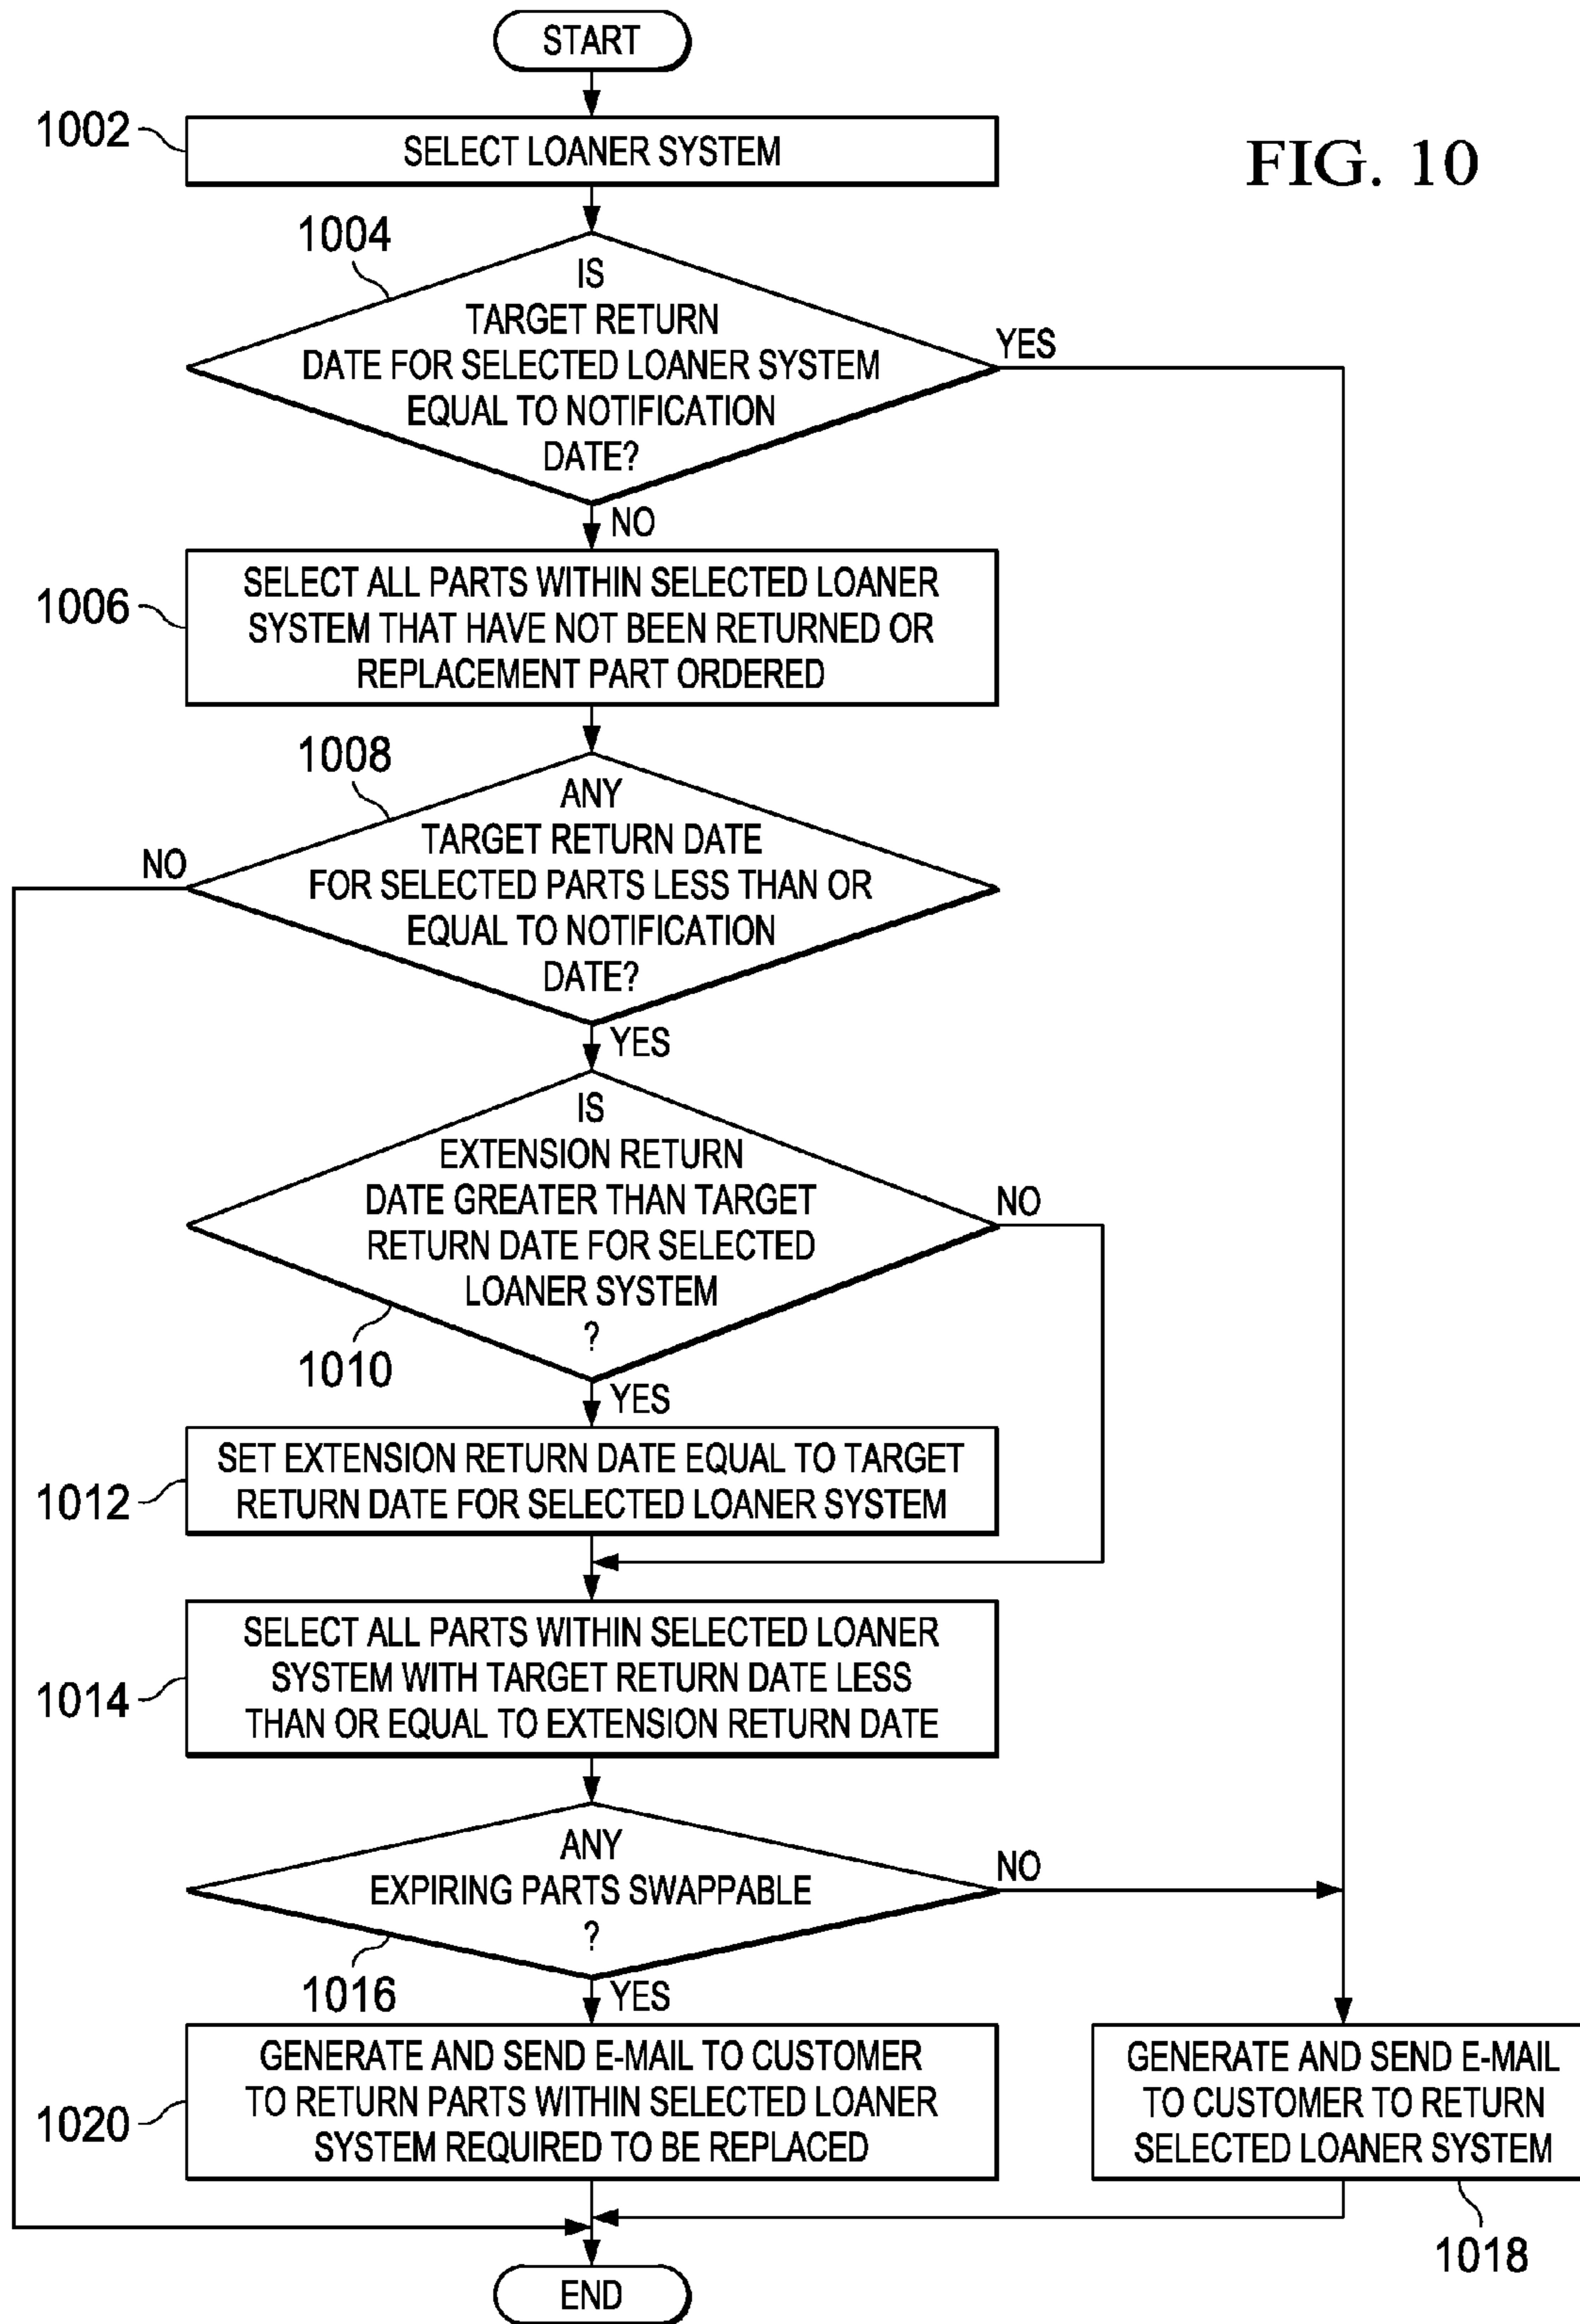 START
1002
SELECT LOANER SYSTEM
FIG. 10
1004
IS
TARGET RETURN
DATE FOR SELECTED LOANER SYSTEM
EQUAL TO NOTIFICATION
DATE?
YES
NO
1006
SELECT ALL PARTS WITHIN SELECTED LOANER
SYSTEM THAT HAVE NOT BEEN RETURNED OR
REPLACEMENT PART ORDERED
1008
ANY
TARGET RETURN DATE
FOR SELECTED PARTS LESS THAN OR
EQUAL TO NOTIFICATION
DATE?
NO
YES
IS
EXTENSION RETURN
DATE GREATER THAN TARGET
RETURN DATE FOR SELECTED
LOANER SYSTEM
?
NO
1010
YES
1012
SET EXTENSION RETURN DATE EQUAL TO TARGET
RETURN DATE FOR SELECTED LOANER SYSTEM
1014
SELECT ALL PARTS WITHIN SELECTED LOANER
SYSTEM WITH TARGET RETURN DATE LESS
THAN OR EQUAL TO EXTENSION RETURN DATE
ANY
EXPIRING PARTS SWAPPABLE
?
NO
1016
YES
1020
GENERATE AND SEND E-MAIL TO CUSTOMER
TO RETURN PARTS WITHIN SELECTED LOANER
SYSTEM REQUIRED TO BE REPLACED
GENERATE AND SEND E-MAIL
TO CUSTOMER TO RETURN
SELECTED LOANER SYSTEM
1018
END